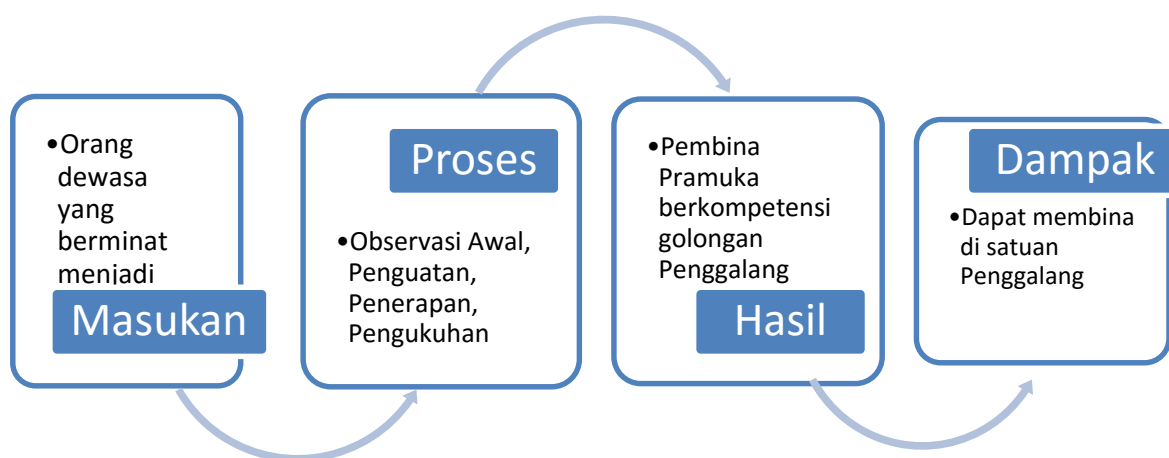 •Orang
dewasa
yang
berminat
menjadi
Masukan
Proses
•Observasi Awal,
Penguatan,
Penerapan,
Pengukuhan
•Pembina
Pramuka
berkompetensi
golongan
Penggalang
Hasil
Dampak
•Dapat membina
di satuan
Penggalang